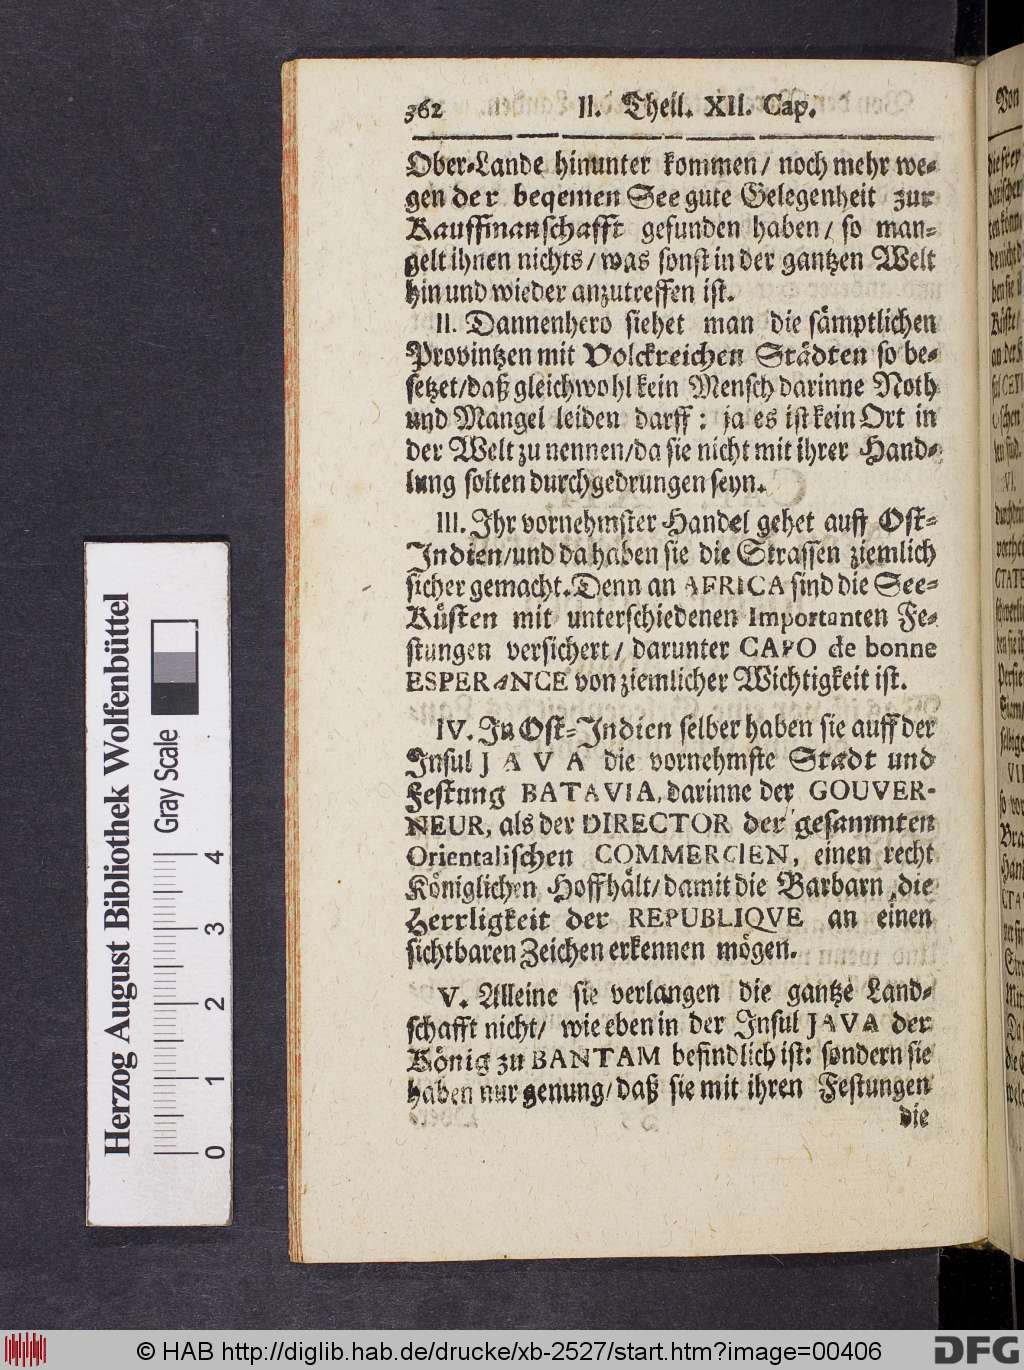 362 II. Theil. XII. Cap.
Ober-Lande hinunter kommen/ noch mehr we-
gen der beqemen See gute Gelegenheit zur
Kauffmanschafft gefunden haben/ so man-
gelt ihnen nichts/ was sonst in der gantzen Welt
hin und wieder anzutreffen ist.
II. Dannenhero siehet man die sämptlichen
Provintzen mit Volckreichen Städten so be-
setzet/daß gleichwohl kein Mensch darinne Noth
und Mangel leiden darff: ja es ist kein Ort in
der Welt zu nennen/da sie nicht mit ihrer Hand-
lung solten durchgedrungen seyn.
III. Ihr vornehmster Handel gehet auff Ost-
Indien/und da haben sie die Strassen ziemlich
sicher gemacht. Denn an AFRICA sind die See-
Küsten mit unterschiedenen Importanten Fe-
stungen versichert/ darunter CAPO de bonne
ESPERANCE von ziemlicher Wichtigkeit ist.
IV. In Ost-Indien selber haben sie auff der
Insul JAVA die vornehmste Stadt und
Festung BATAVIA, darinne der GOUVER-
NEUR, als der DIRECTOR der gesammten
Orientalischen COMMERCIEN, einen recht
Königlichen Hoffhält/ damit die Barbarn die
Herrligkeit der REPUBLIQVE an einen
sichtbaren Zeichen erkennen mögen.
V. Alleine sie verlangen die gantze Land-
schafft nicht/ wie eben in der Insul JAVA der
König zu BANTAM befindlich ist: sondern sie
haben nur genung/ daß sie mit ihren Festungen
die
Herzog August Bibliothek Wolfenbüttel
Gray Scale
0 1 2 3 4
© HAB http://diglib.hab.de/drucke/xb-2527/start.htm?image=00406
DFG